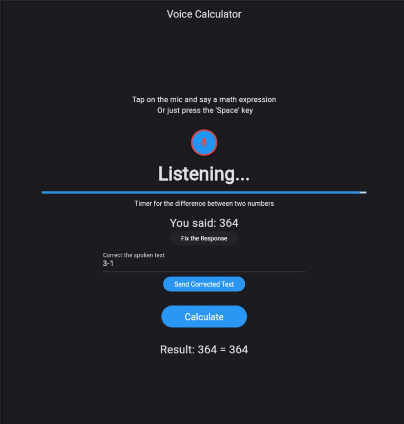 Voice Calculator
Tap on the mic and say a math expression
Or just press the 'Space' key
Listening...
Timer for the difference between two numbers
You said: 364
Fix the Response
Correct the spoken text
3-1
Send Corrected Text
Calculate
Result: 364 = 364